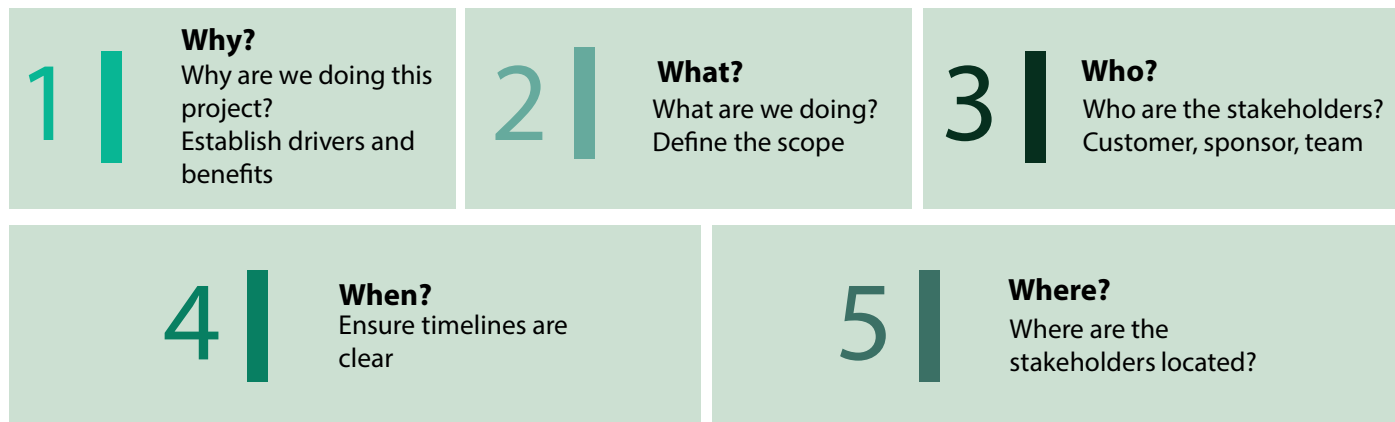 1
Why?
Why are we doing this
project?
Establish drivers and
benefits
2
What?
What are we doing?
Define the scope
3
Who?
Who are the stakeholders?
Customer, sponsor, team
4
When?
Ensure timelines are
clear
5
Where?
Where are the
stakeholders located?